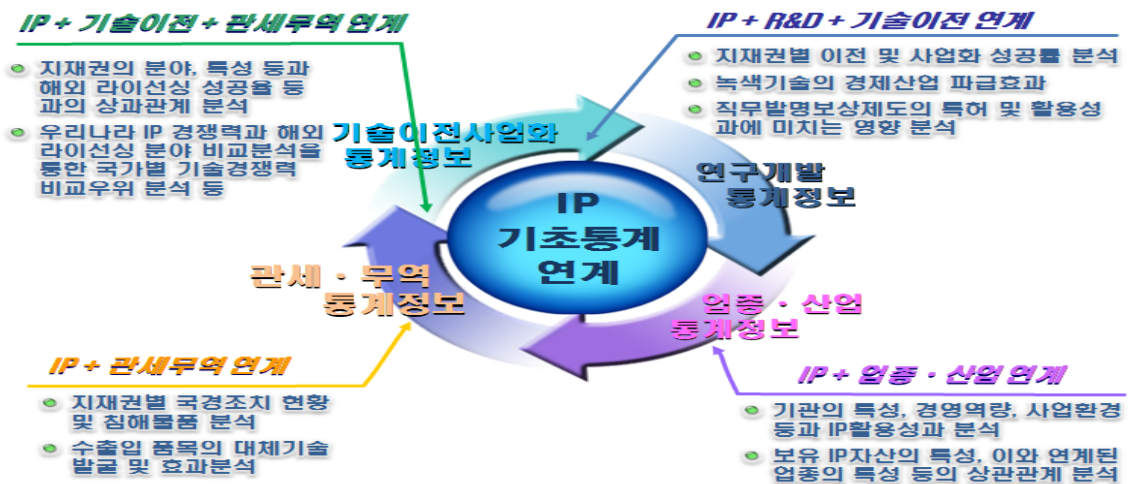 IP + 기술이전 + 관세무역 연계
지재권의 분야, 특성 등과
해외 라이선싱 성공율 등
과의 상과관계 분석
우리나라 IP 경쟁력과 해외
라이선싱 분야 비교분석을
통한 국가별 기술경쟁력
비교우위 분석 등
IP + R&D + 기술이전 연계
지재권별 이전 및 사업화 성공률 분석
녹색기술의 경제산업 파급효과
직무발명보상제도의 특허 및 활용성
과에 미치는 영향 분석
기술이전사업화
통계정보
연구개발
통계정보
IP
기초통계
연계
관세 · 무역
통계정보
업종 · 산업
통계정보
IP + 관세무역 연계
지재권별 국경조치 현황
및 침해물품 분석
수출입 품목의 대체기술
발굴 및 효과분석
IP + 업종 · 산업 연계
기관의 특성, 경영역량, 사업환경
등과 IP활용성과 분석
보유 IP자산의 특성, 이와 연계된
업종의 특성 등의 상관관계 분석